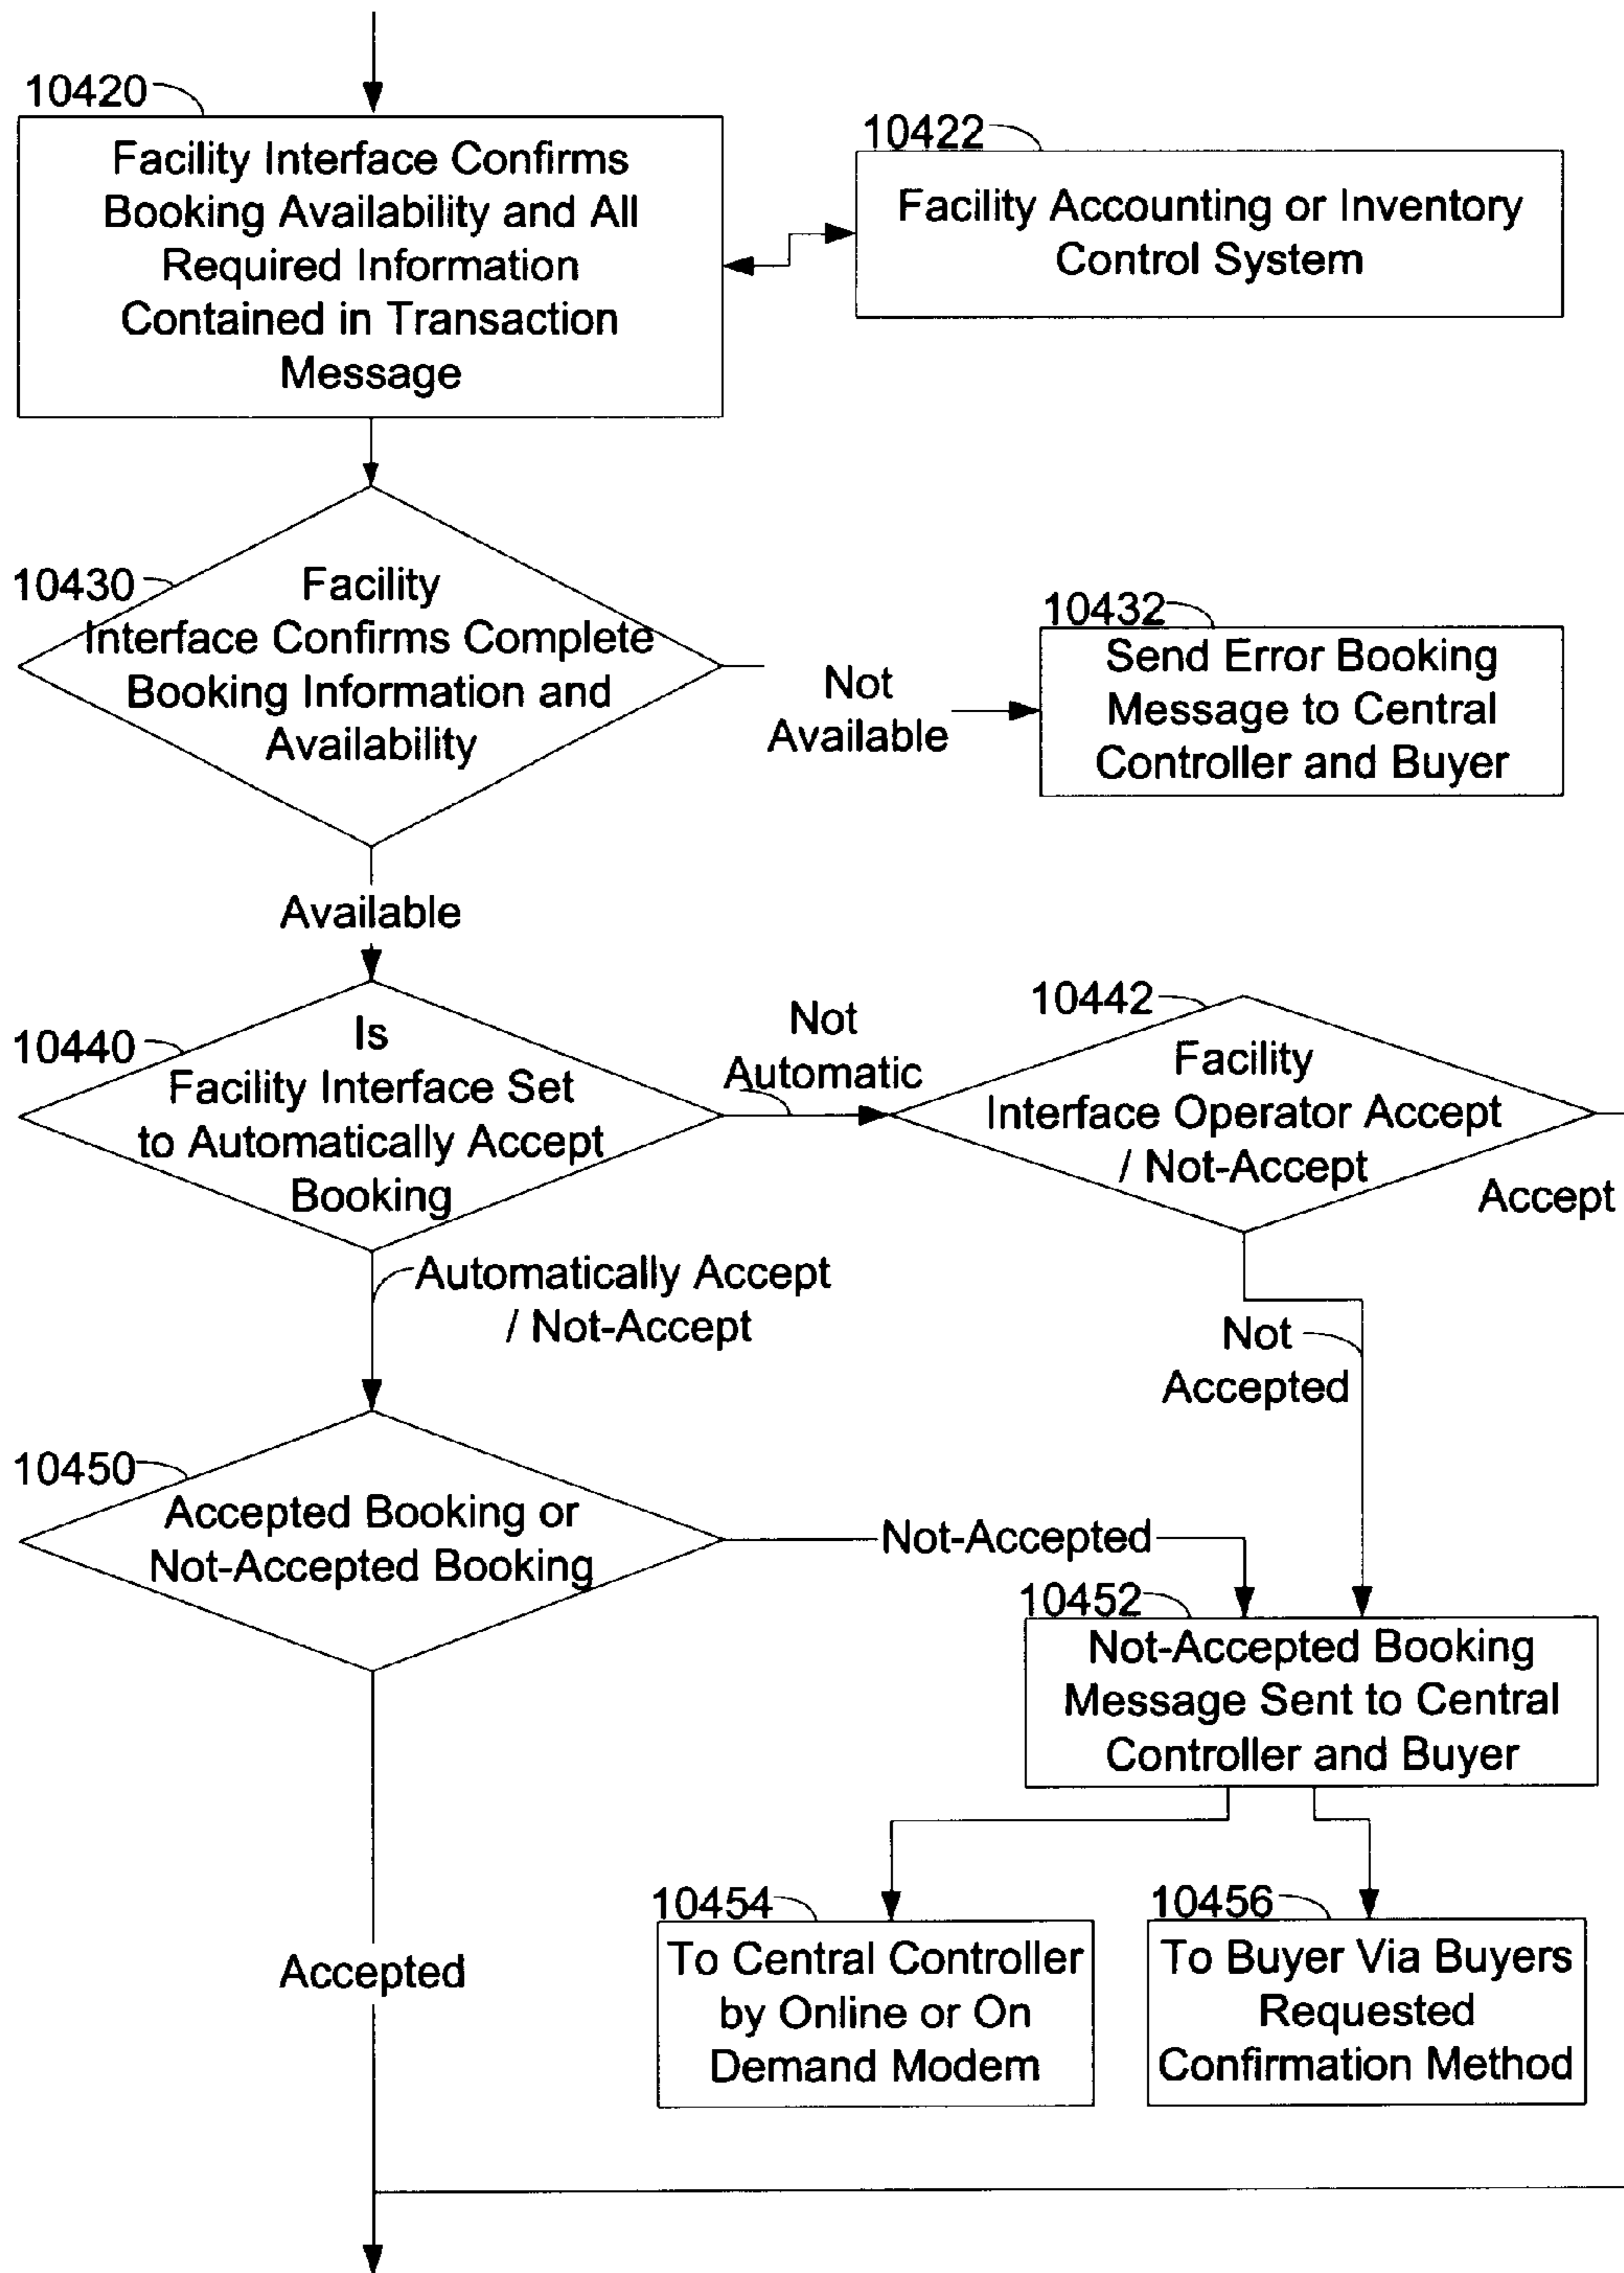 10420
Facility Interface Confirms
Booking Availability and All
Required Information
Contained in Transaction
Message
10422
Facility Accounting or Inventory
Control System
10430
Facility
Interface Confirms Complete
Booking Information and
Availability
Not
Available
10432
Send Error Booking
Message to Central
Controller and Buyer
Available
10440
Is
Facility Interface Set
to Automatically Accept
Booking
Not
Automatic
10442
Facility
Interface Operator Accept
/ Not-Accept
Accept
Automatically Accept
/ Not-Accept
Not
Accepted
10450
Accepted Booking or
Not-Accepted Booking
Not-Accepted
10452
Not-Accepted Booking
Message Sent to Central
Controller and Buyer
10454
To Central Controller
by Online or On
Demand Modem
10456
To Buyer Via Buyers
Requested
Confirmation Method
Accepted